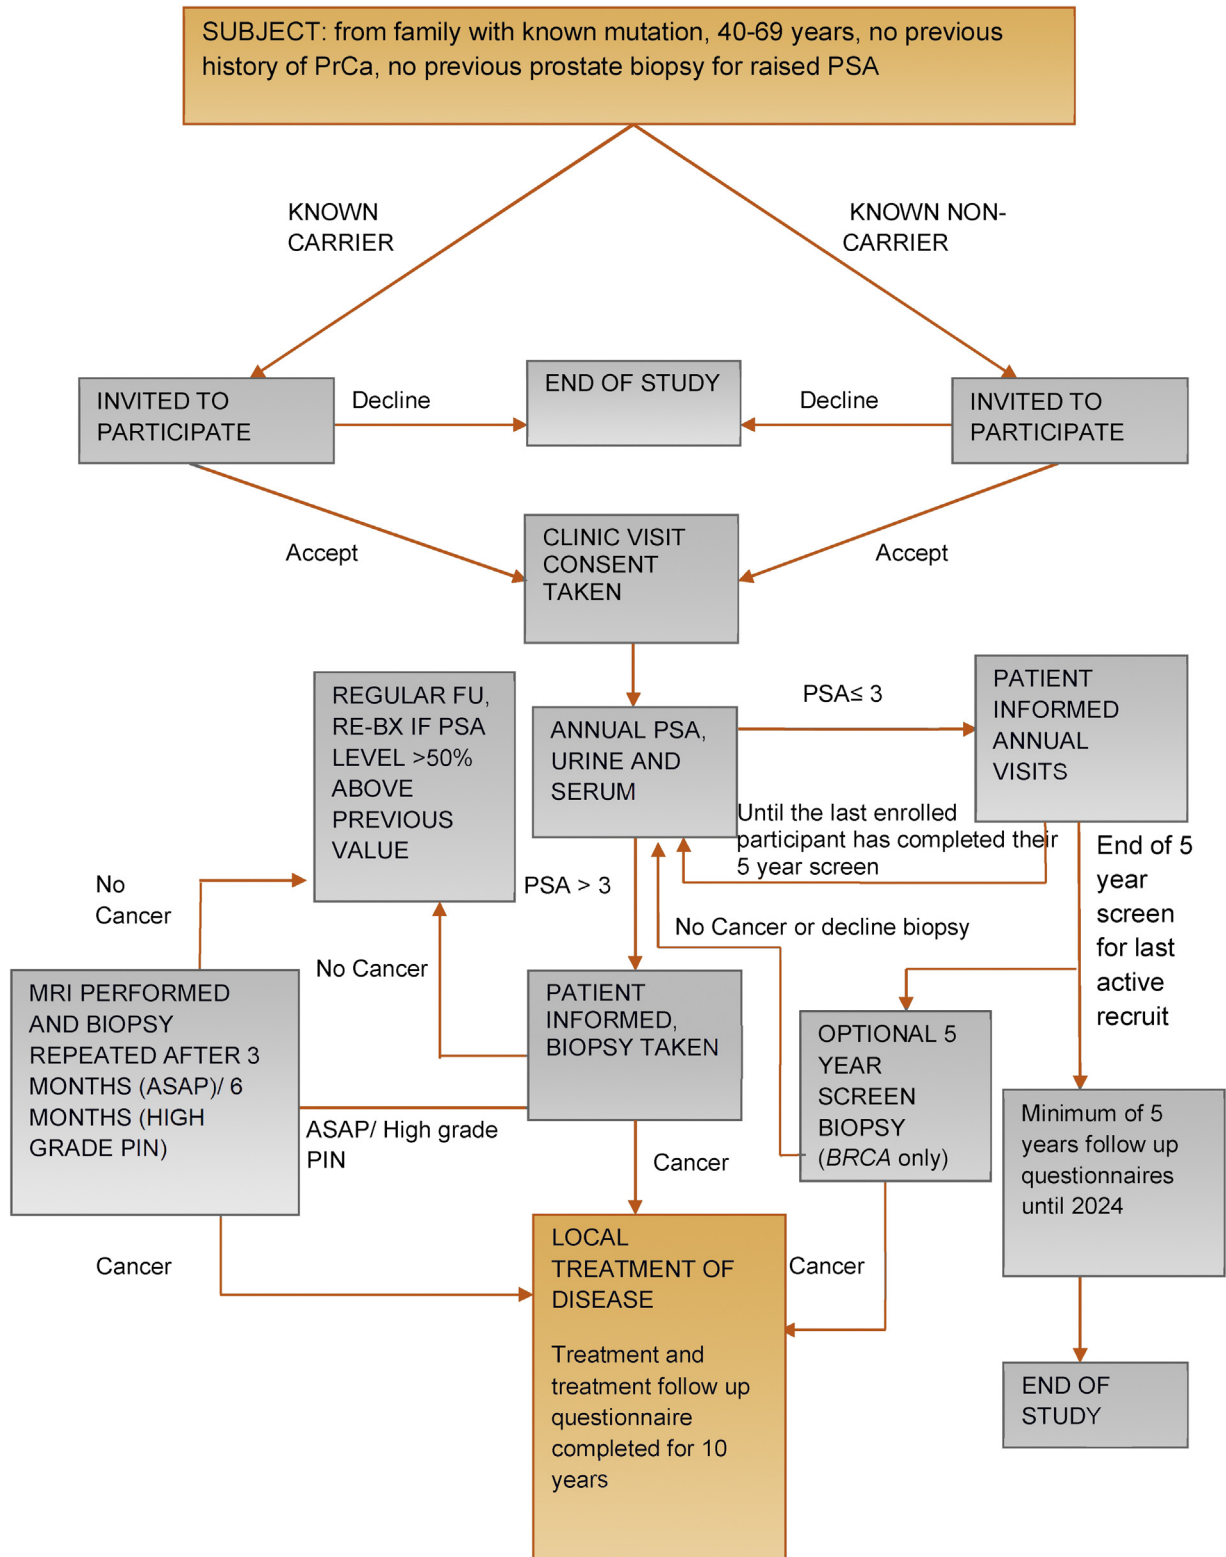 SUBJECT: from family with known mutation, 40-69 years, no previous
history of PrCa, no previous prostate biopsy for raised PSA
KNOWN
CARRIER
KNOWN NON-
CARRIER
INVITED TO
PARTICIPATE
Decline
END OF STUDY
Decline
INVITED TO
PARTICIPATE
Accept
CLINIC VISIT
CONSENT
TAKEN
Accept
REGULAR FU,
RE-BX IF PSA
LEVEL >50%
ABOVE
PREVIOUS
VALUE
ANNUAL PSA,
URINE AND
SERUM
PSA≤ 3
PATIENT
INFORMED
ANNUAL
VISITS
Until the last enrolled
participant has completed their
5 year screen
End of 5
year
screen
for last
active
recruit
No
Cancer
PSA > 3
No Cancer or decline biopsy
No Cancer
MRI PERFORMED
AND BIOPSY
REPEATED AFTER 3
MONTHS (ASAP)/ 6
MONTHS (HIGH
GRADE PIN)
PATIENT
INFORMED,
BIOPSY TAKEN
OPTIONAL 5
YEAR
SCREEN
BIOPSY
(BRCA only)
Minimum of 5
years follow up
questionnaires
until 2024
ASAP/ High grade
PIN
Cancer
Cancer
LOCAL
TREATMENT OF
DISEASE
Treatment and
treatment follow up
questionnaire
completed for 10
years
Cancer
END OF
STUDY